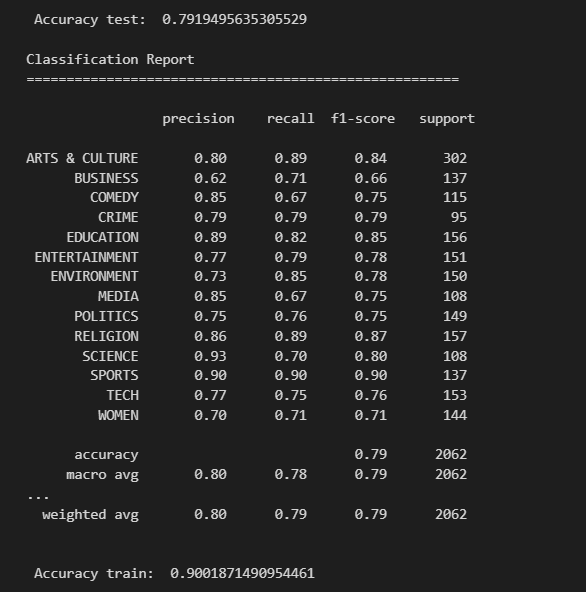 Accuracy test:  0.7919495635305529
Classification Report
======================================================
precision    recall  f1-score   support
ARTS & CULTURE       0.80      0.89      0.84       302
BUSINESS       0.62      0.71      0.66       137
COMEDY       0.85      0.67      0.75       115
CRIME       0.79      0.79      0.79        95
EDUCATION       0.89      0.82      0.85       156
ENTERTAINMENT       0.77      0.79      0.78       151
ENVIRONMENT       0.73      0.85      0.78       150
MEDIA       0.85      0.67      0.75       108
POLITICS       0.75      0.76      0.75       149
RELIGION       0.86      0.89      0.87       157
SCIENCE       0.93      0.70      0.80       108
SPORTS       0.90      0.90      0.90       137
TECH       0.77      0.75      0.76       153
WOMEN       0.70      0.71      0.71       144
accuracy                           0.79      2062
macro avg       0.80      0.78      0.79      2062
...
weighted avg       0.80      0.79      0.79      2062
Accuracy train:  0.9001871490954461